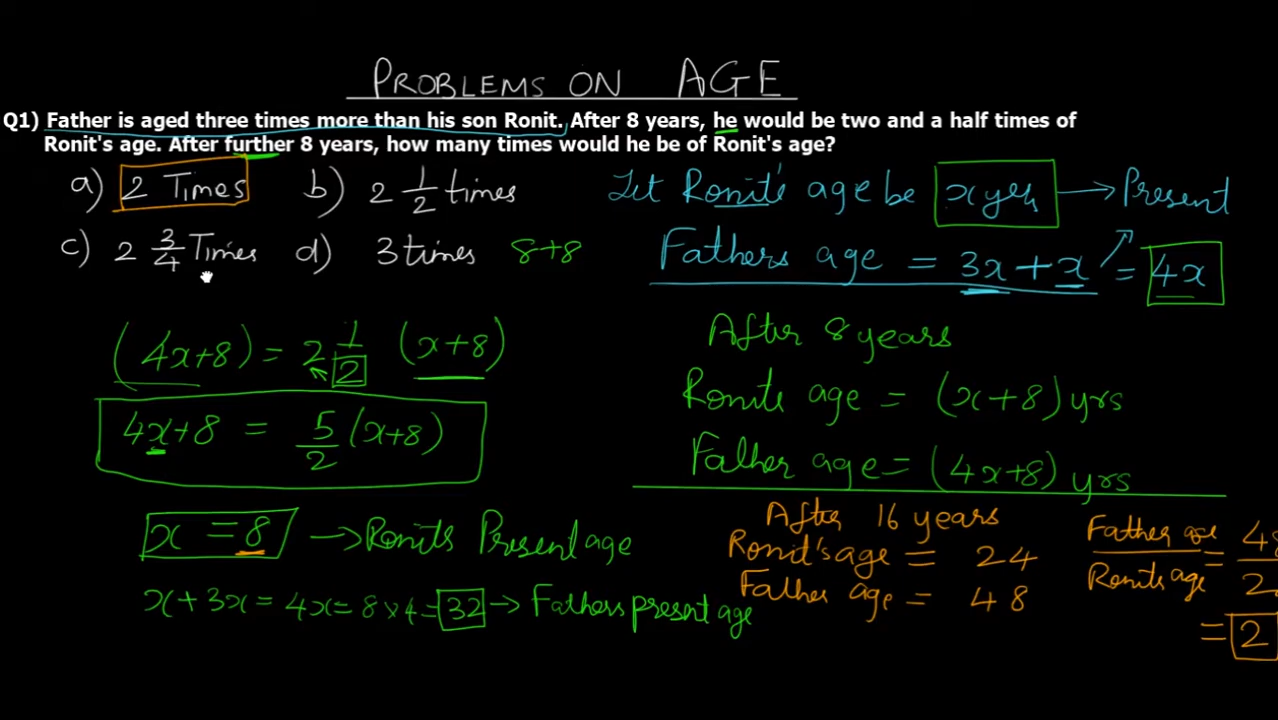 PROBLEMS ON AGE
Q1) Father is aged three times more than his son Ronit. After 8 years, he would be two and a half times of
Ronit's age. After further 8 years, how many times would he be of Ronit's age?
a) 2 Times b) 2 1/2 times
c) 2 3/4 Times d) 3 times 8+8
Let Ronit's age be x yrs → Present
Fathers age = 3x + x = 4x
After 8 years
Ronits age = (x+8) yrs
Father age = (4x+8) yrs
(4x+8) = 2 1/2 (x+8)
4x+8 = 5/2 (x+8)
x = 8 → Ronits Present age
x + 3x = 4x = 8 × 4 = 32 → Fathers present age
After 16 years
Ronit's age = 24
Father age = 48
Father age / Ronits age =
= 2